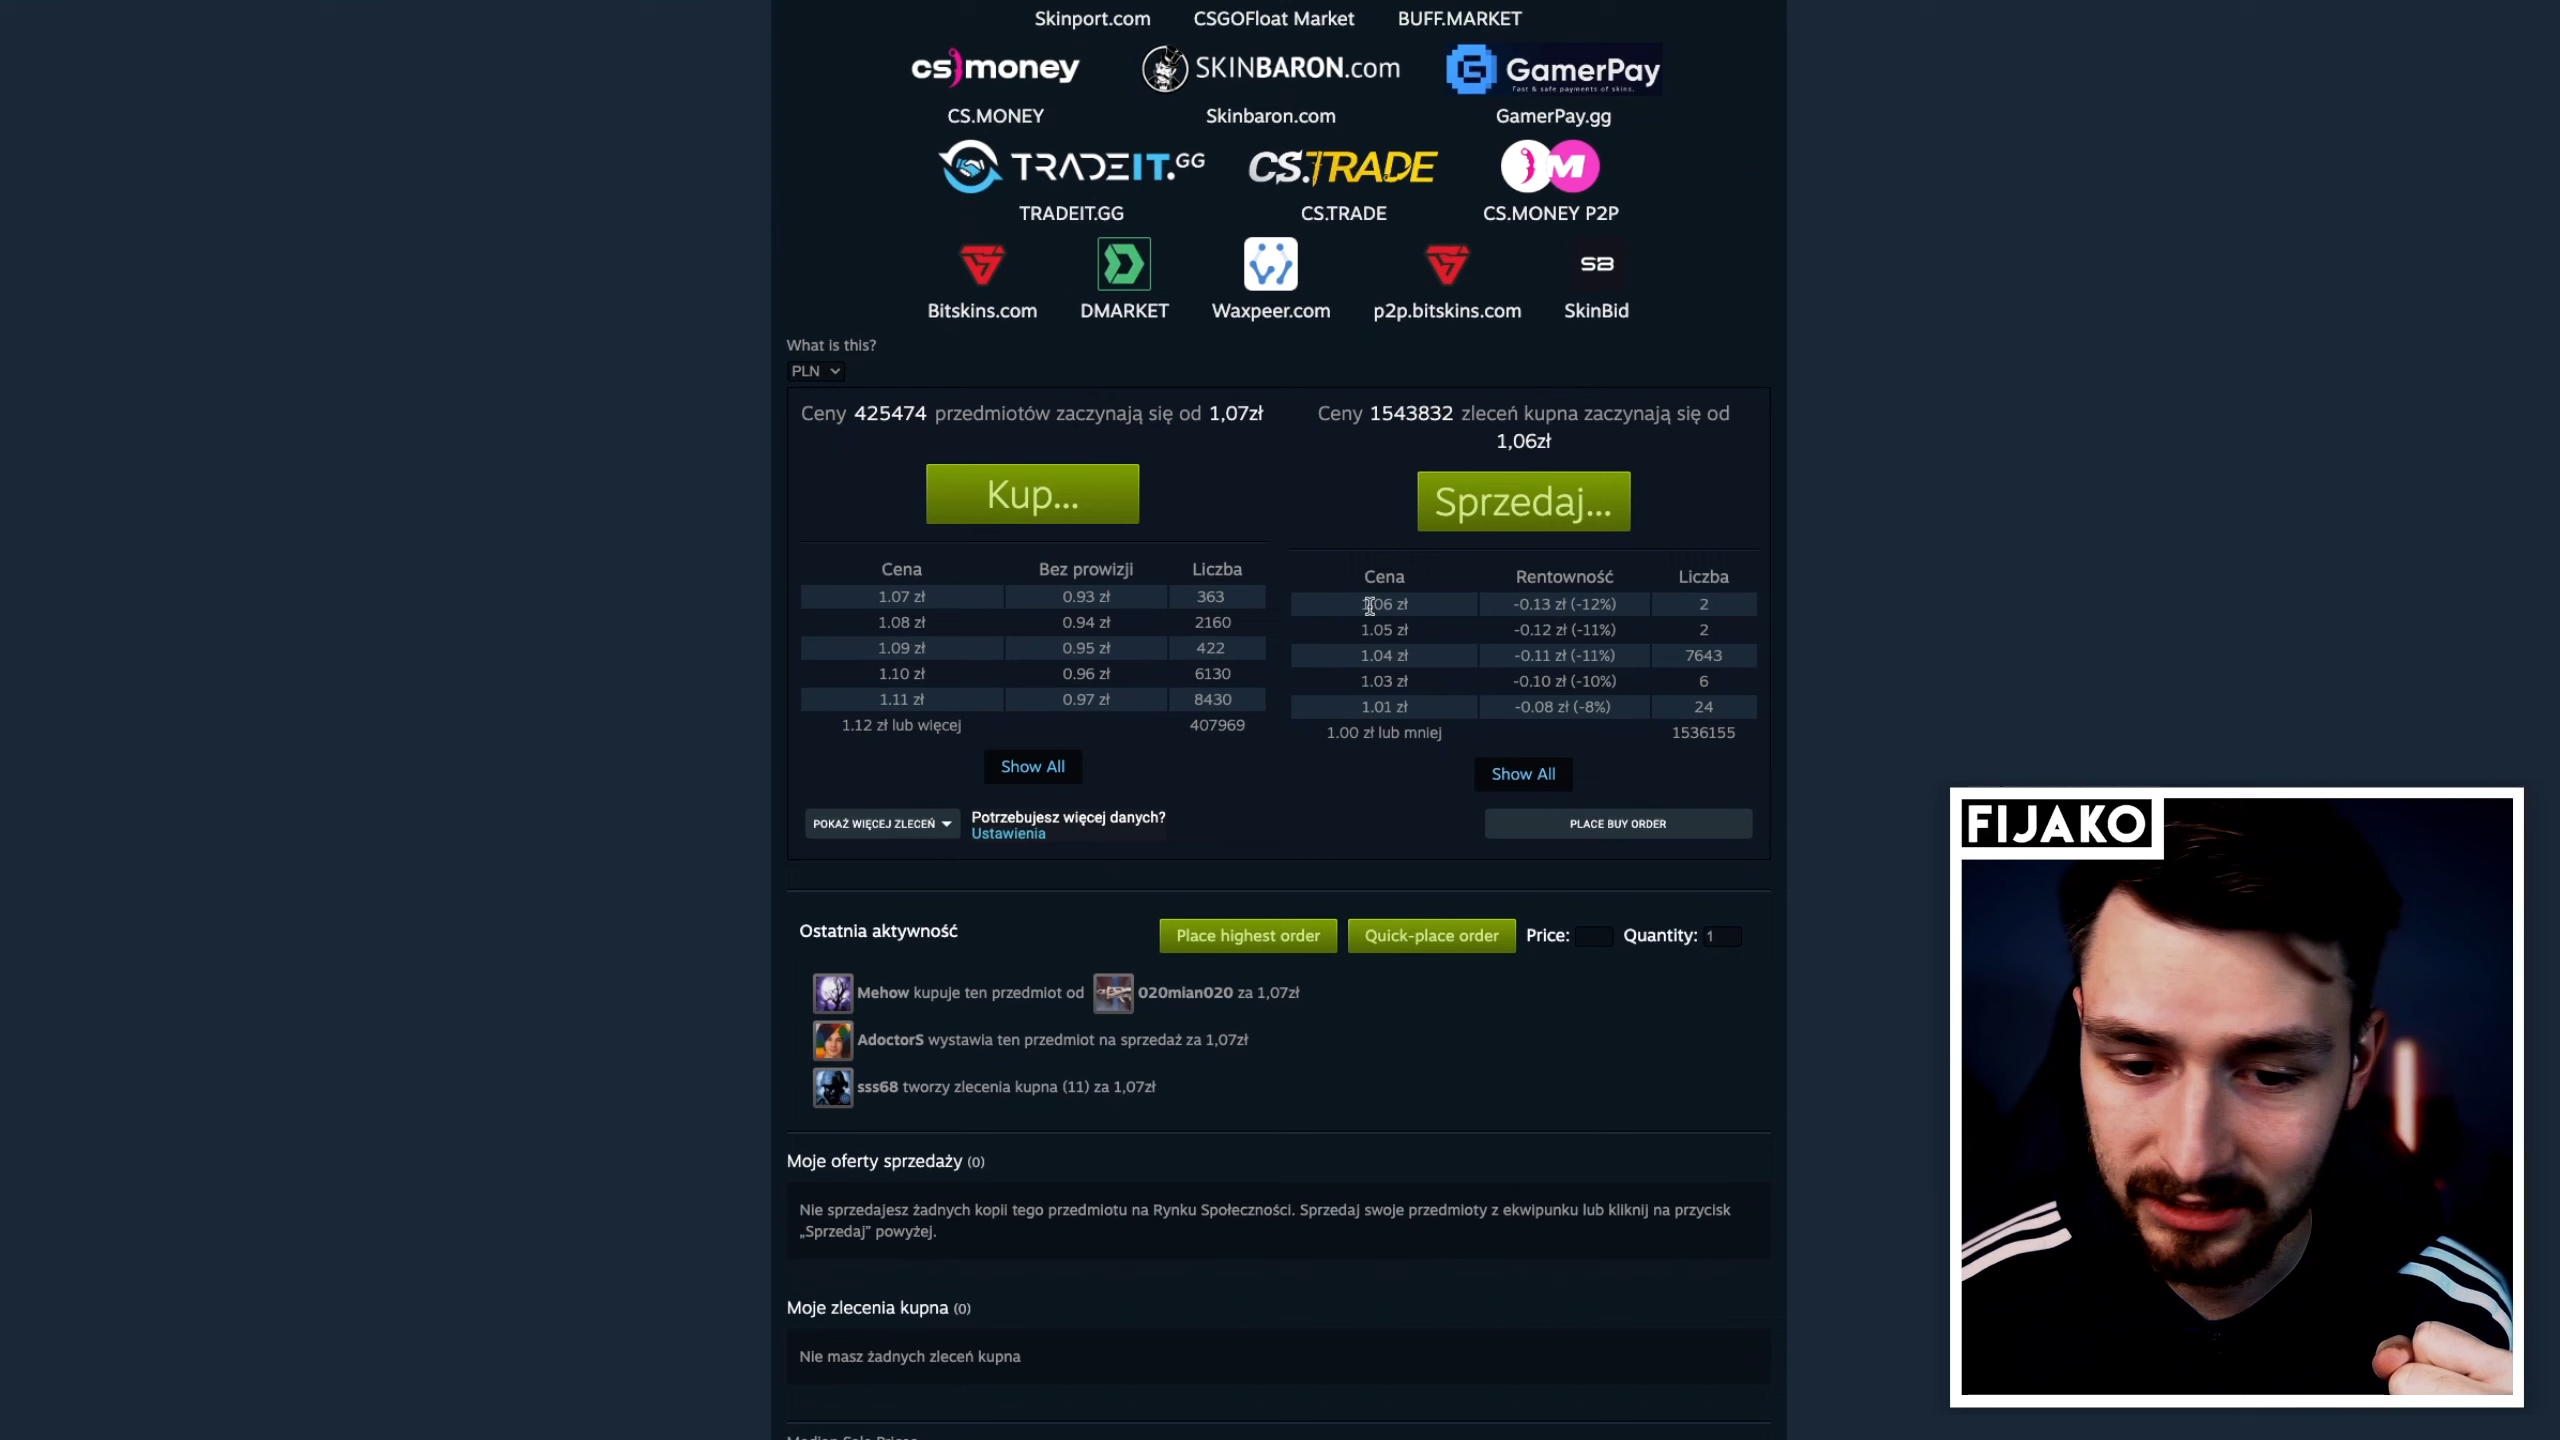 Skinport.com CSGOFloat Market BUFF.MARKET
cs money SKINBARON.com GamerPay
Fast & safe payments of skins.
CS.MONEY Skinbaron.com GamerPay.gg
TRADEIT.GG CS.TRADE M
TRADEIT.GG CS.TRADE CS.MONEY P2P
SB
Bitskins.com DMARKET Waxpeer.com p2p.bitskins.com SkinBid
What is this?
PLN
Ceny 425474 przedmiotów zaczynają się od 1,07zł
Kup...
Cena Bez prowizji Liczba
1.07 zł 0.93 zł 363
1.08 zł 0.94 zł 2160
1.09 zł 0.95 zł 422
1.10 zł 0.96 zł 6130
1.11 zł 0.97 zł 8430
1.12 zł lub więcej 407969
Show All
Ceny 1543832 zleceń kupna zaczynają się od
1,06zł
Sprzedaj...
Cena Rentowność Liczba
1.06 zł -0.13 zł (-12%) 2
1.05 zł -0.12 zł (-11%) 2
1.04 zł -0.11 zł (-11%) 7643
1.03 zł -0.10 zł (-10%) 6
1.01 zł -0.08 zł (-8%) 24
1.00 zł lub mniej 1536155
Show All
POKAŻ WIĘCEJ ZLECEŃ
Potrzebujesz więcej danych?
Ustawienia
PLACE BUY ORDER
Ostatnia aktywność
Place highest order Quick-place order Price: Quantity: 1
Mehow kupuje ten przedmiot od 020mian020 za 1,07zł
AdoctorS wystawia ten przedmiot na sprzedaż za 1,07zł
sss68 tworzy zlecenia kupna (11) za 1,07zł
Moje oferty sprzedaży (0)
Nie sprzedajesz żadnych kopii tego przedmiotu na Rynku Społeczności. Sprzedaj swoje przedmioty z ekwipunku lub kliknij na przycisk
„Sprzedaj” powyżej.
Moje zlecenia kupna (0)
Nie masz żadnych zleceń kupna
Median Sale Prices
FIJAKO